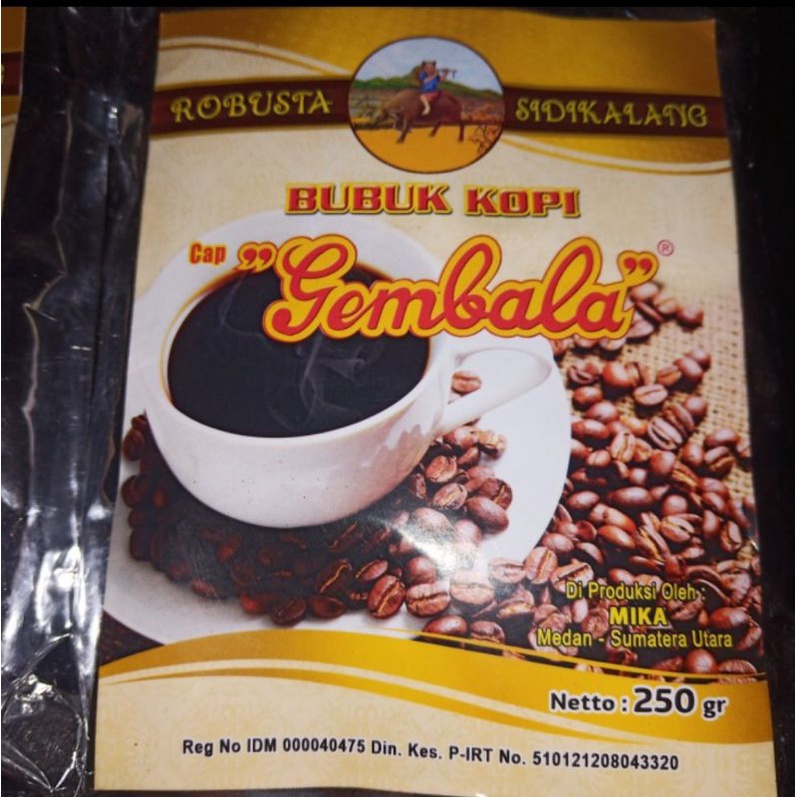 ROBUSTA SIDIKALANG
BUBUK KOPI
Cap "Gembala"®
Di Produksi Oleh :
MIKA
Medan - Sumatera Utara
Netto : 250 gr
Reg No IDM 000040475 Din. Kes. P-IRT No. 510121208043320